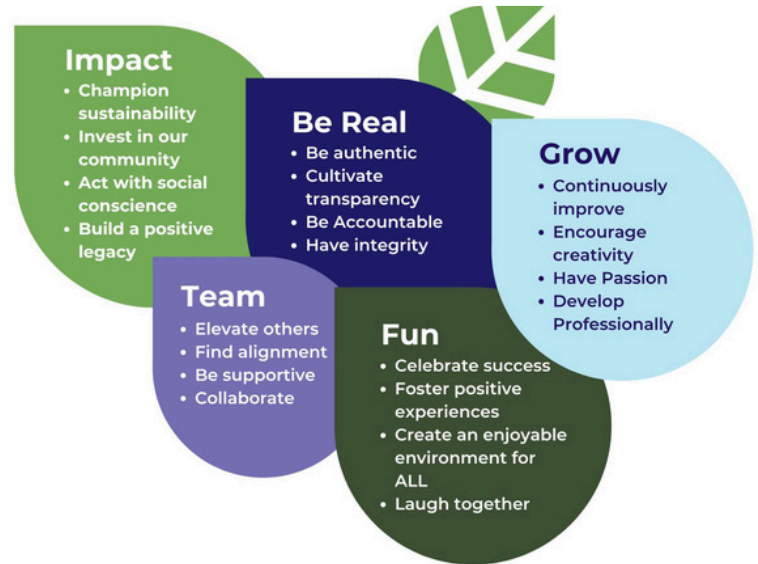 Impact
• Champion
sustainability
• Invest in our
community
• Act with social
conscience
• Build a positive
legacy
Be Real
• Be authentic
• Cultivate
transparency
• Be Accountable
• Have integrity
Grow
• Continuously
improve
• Encourage
creativity
• Have Passion
• Develop
Professionally
Team
• Elevate others
• Find alignment
• Be supportive
• Collaborate
Fun
• Celebrate success
• Foster positive
experiences
• Create an enjoyable
environment for
ALL
• Laugh together